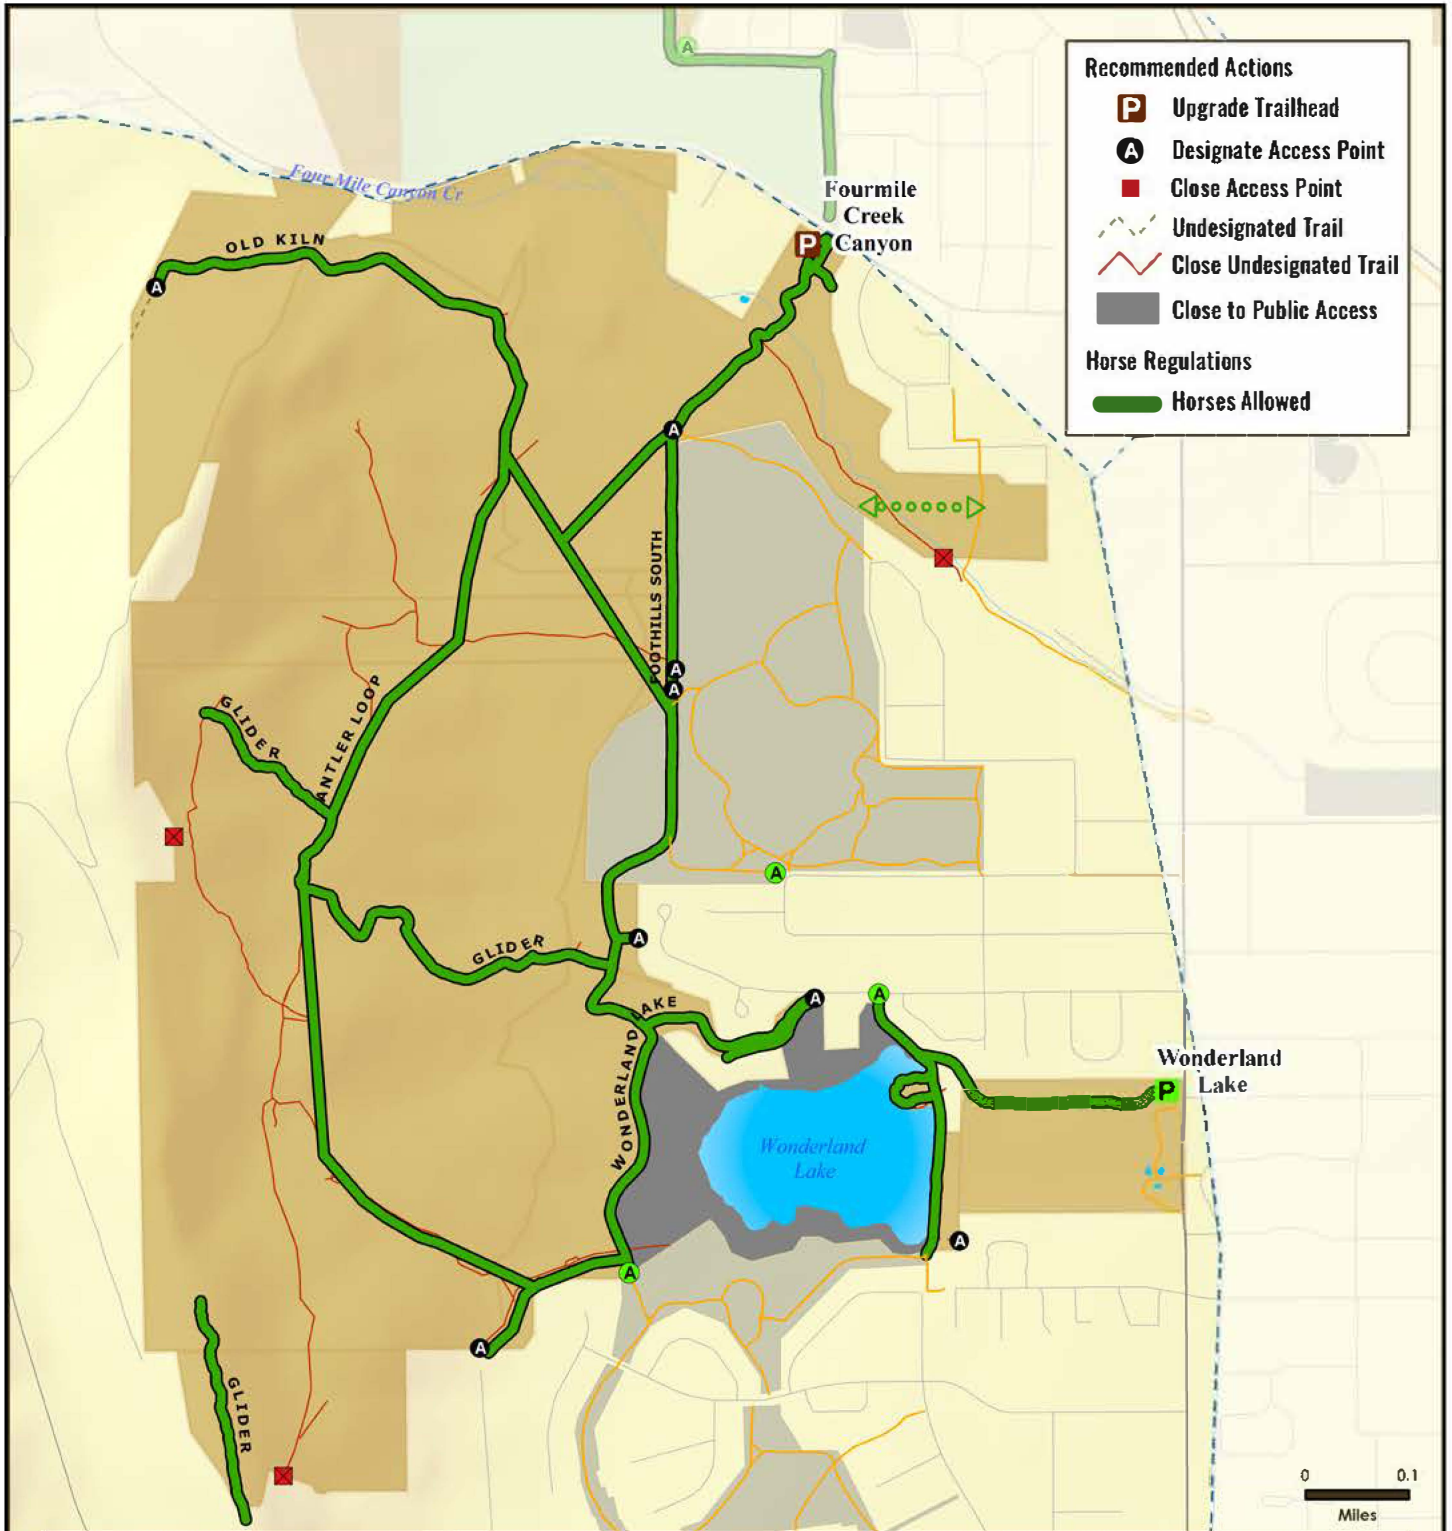 A
Recommended Actions
P Upgrade Trailhead
A Designate Access Point
Close Access Point
Undesignated Trail
Close Undesignated Trail
Close to Public Access
Horse Regulations
Horses Allowed
Four Mile Canyon Cr
Fourmile
Creek
Canyon
P
OLD KILN
A
A
FOOTHILLS SOUTH
A
A
ANTLER LOOP
GLIDER
A
GLIDER
A
WONDERLAND LAKE
A
A
Wonderland
Lake
P
Wonderland
Lake
A
A
A
GLIDER
0 0.1
Miles